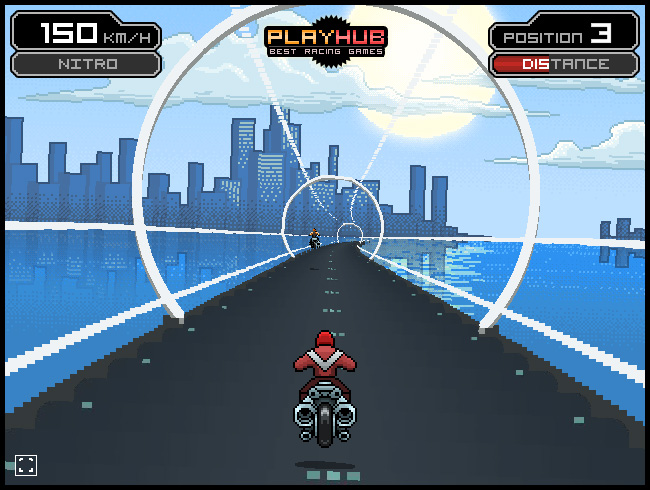 150 KM/H
NITRO
PLAYHUB
BEST RACING GAMES
POSITION 3
DISTANCE